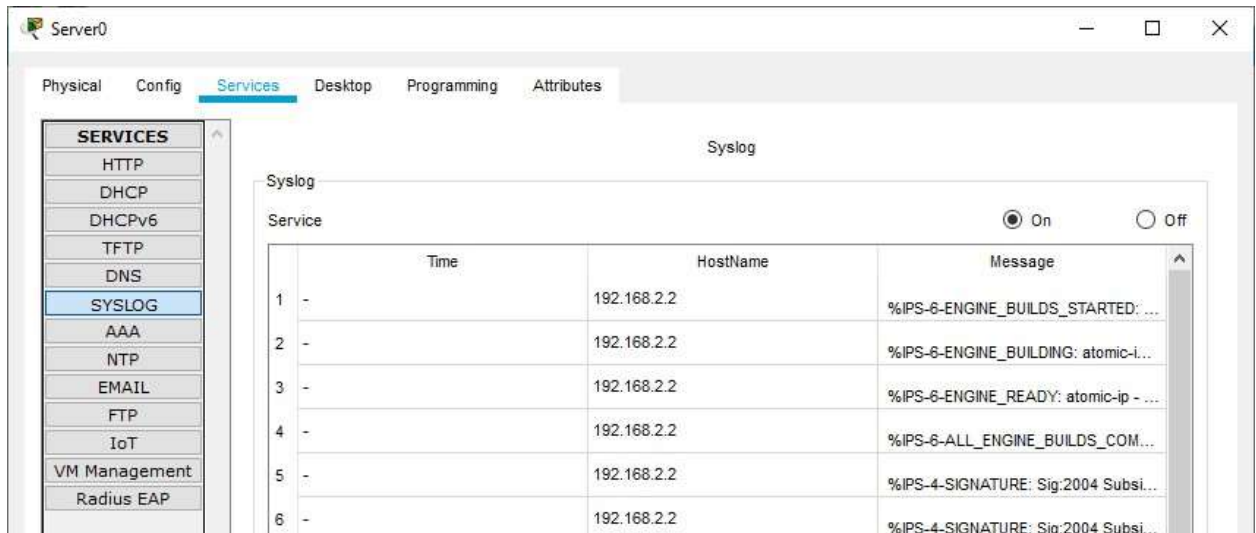 Server0
Physical Config Services Desktop Programming Attributes
SERVICES
HTTP
DHCP
DHCPv6
TFTP
DNS
SYSLOG
AAA
NTP
EMAIL
FTP
IoT
VM Management
Radius EAP
Syslog
Syslog
Service On Off
Time HostName Message
1 - 192.168.2.2 %IPS-6-ENGINE_BUILDS_STARTED: ...
2 - 192.168.2.2 %IPS-6-ENGINE_BUILDING: atomic-i...
3 - 192.168.2.2 %IPS-6-ENGINE_READY: atomic-ip - ...
4 - 192.168.2.2 %IPS-6-ALL_ENGINE_BUILDS_COM...
5 - 192.168.2.2 %IPS-4-SIGNATURE: Sig:2004 Subsi...
6 - 192.168.2.2 %IPS-4-SIGNATURE: Sig:2004 Subsi...